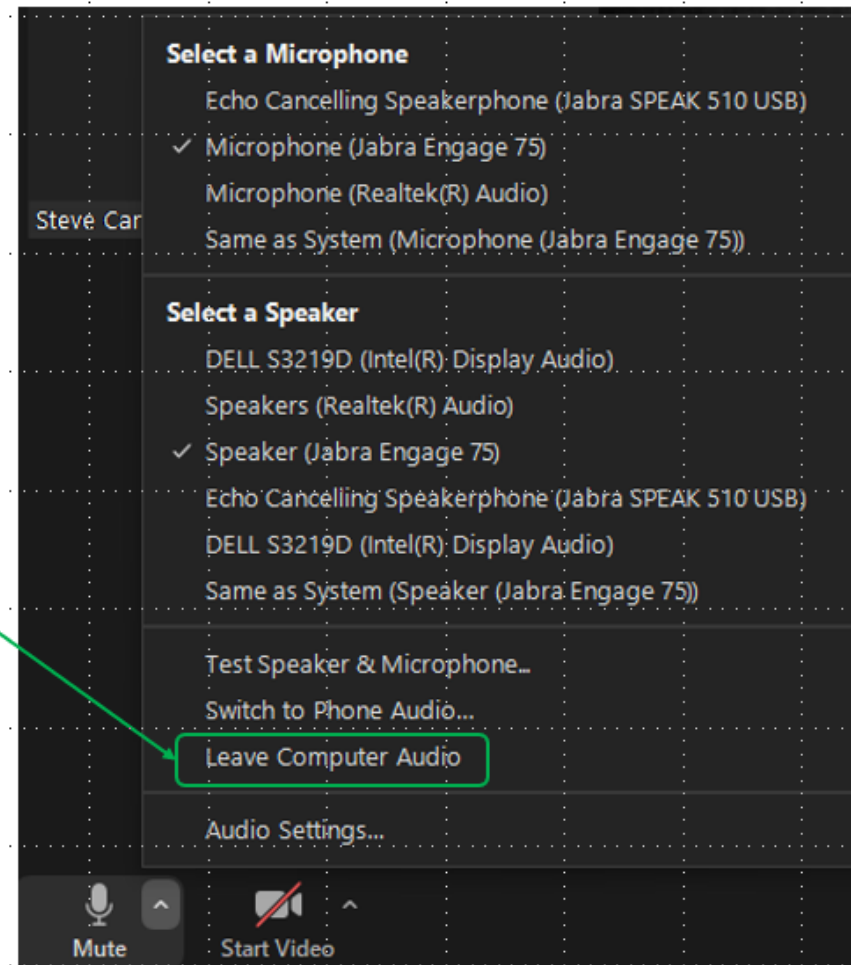 Select a Microphone
Echo Cancelling Speakerphone (Jabra SPEAK 510 USB)
Microphone (Jabra Engage 75)
Microphone (Realtek(R) Audio)
Steve Car
Same as System (Microphone (Jabra Engage 75))
Select a Speaker
DELL S3219D (Intel(R) Display Audio)
Speakers (Realtek(R) Audio)
Speaker (Jabra Engage 75)
Echo Cancelling Speakerphone (Jabra SPEAK 510 USB)
DELL S3219D (Intel(R) Display Audio)
Same as System (Speaker (Jabra Engage 75))
Test Speaker & Microphone...
Switch to Phone Audio...
Leave Computer Audio
Audio Settings...
Mute
Start Video